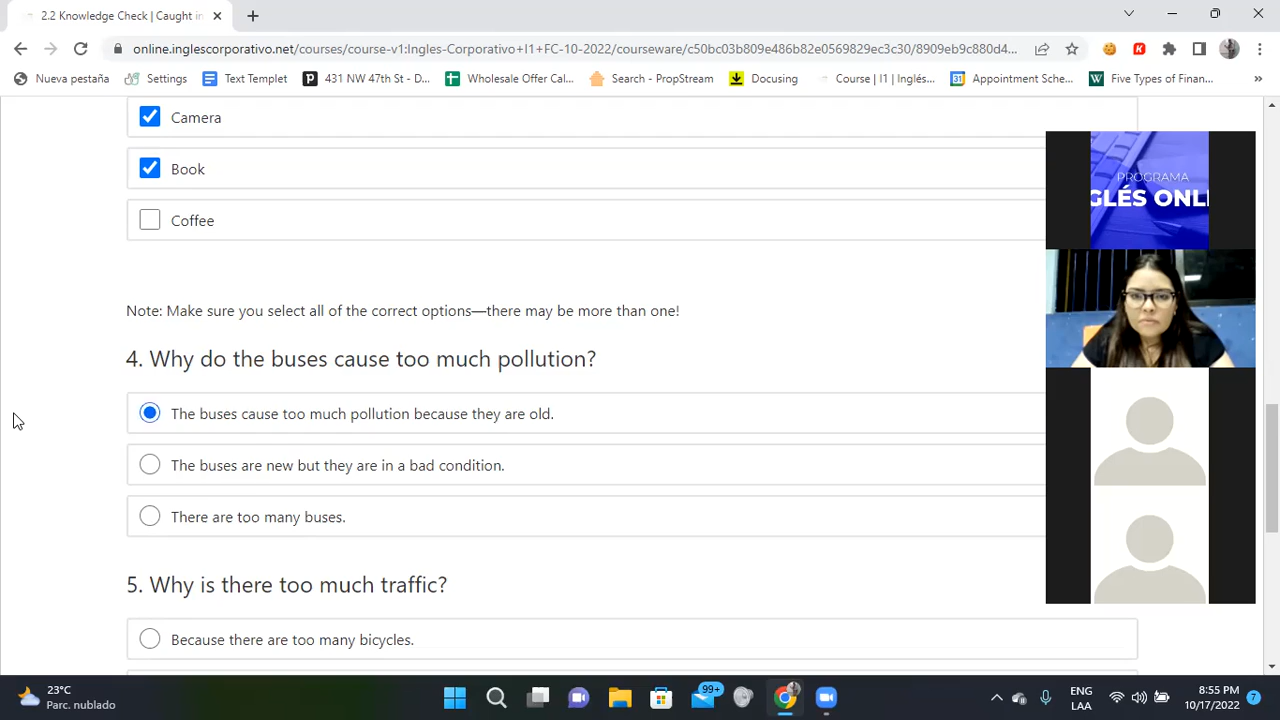 2.2 Knowledge Check | Caught in
online.inglescorporativo.net/courses/course-v1:Ingles-Corporativo+I1+FC-10-2022/courseware/c50bc03b809e486b82e0569829ec3c30/8909eb9c880d4...
Nueva pestaña
Settings
Text Templet
431 NW 47th St - D...
Wholesale Offer Cal...
Search - PropStream
Docusing
Course | I1 | Inglés...
Appointment Sche...
Five Types of Finan...
Camera
Book
Coffee
Note: Make sure you select all of the correct options—there may be more than one!
4. Why do the buses cause too much pollution?
The buses cause too much pollution because they are old.
The buses are new but they are in a bad condition.
There are too many buses.
5. Why is there too much traffic?
Because there are too many bicycles.
PROGRAMA
GLÉS ONLI
23°C
Parc. nublado
99+
ENG
LAA
8:55 PM
10/17/2022
7